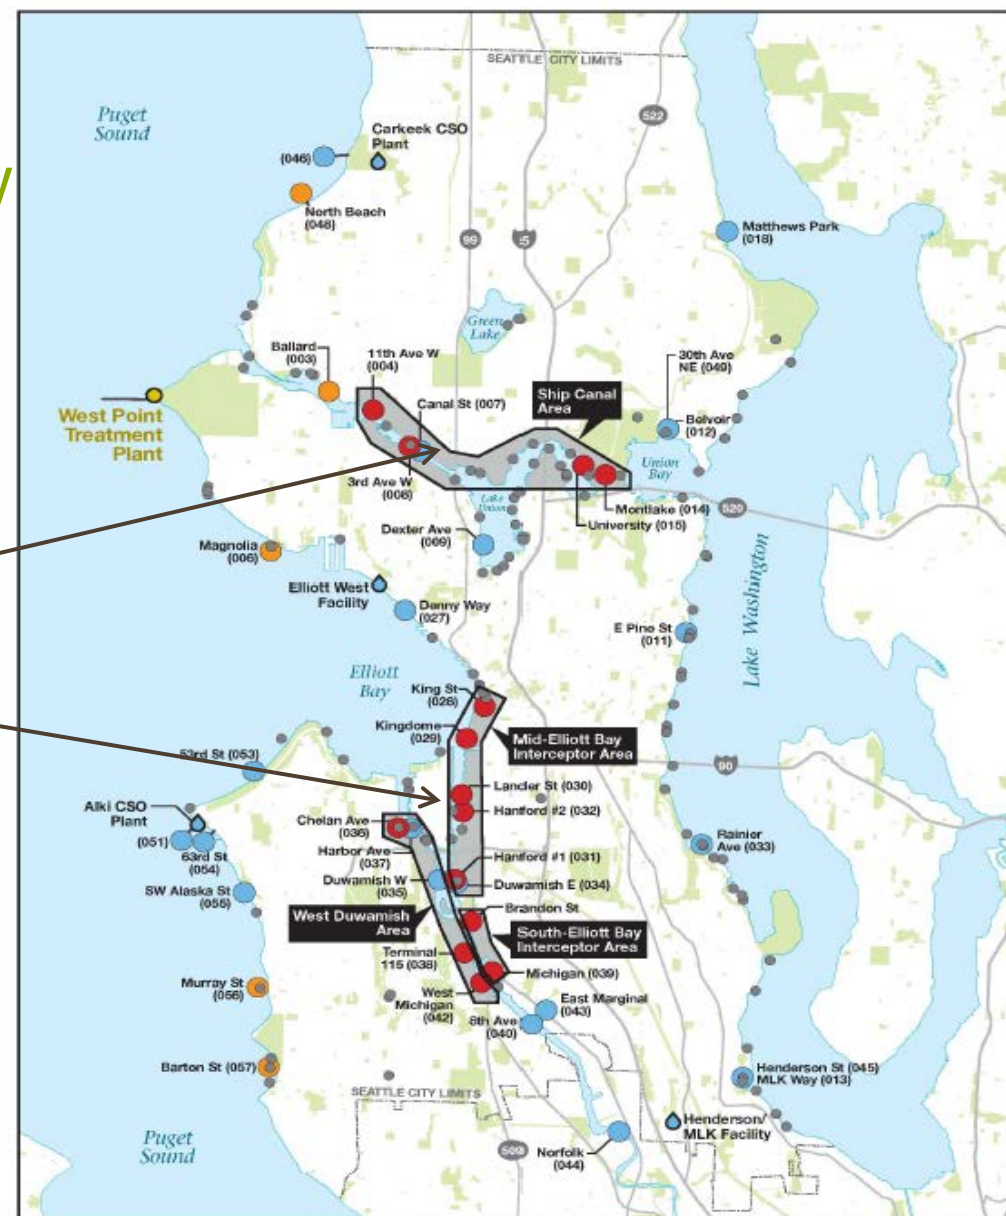 SEATTLE CITY LIMITS
Puget
Sound
522
Carkeek CSO
Plant
(046)
North Beach
(048)
Matthews Park
(018)
99
5
Green
Lake
Ballard
(003)
11th Ave W
(004)
30th Ave
NE (049)
Canal St (007)
Ship Canal
Area
West Point
Treatment
Plant
Belvoir
(012)
Union
Bay
3rd Ave W
(008)
Lake
Union
Montlake (014)
University (015)
520
Dexter Ave
(009)
Magnolia
(006)
Elliott West
Facility
Denny Way
(027)
E Pine St
(011)
Lake Washington
Elliott
Bay
King St
(028)
Kingdome
(029)
Mid-Elliott Bay
Interceptor Area
53rd St (053)
90
Lander St (030)
Alki CSO
Plant
Hanford #2 (032)
Chelan Ave
(036)
(051)
63rd St
(054)
Harbor Ave
(037)
Rainier
Ave (033)
Hanford #1 (031)
Duwamish W
(035)
Duwamish E (034)
SW Alaska St
(055)
Brandon St
West Duwamish
Area
South-Elliott Bay
Interceptor Area
Terminal
115 (038)
Michigan (039)
Murray St
(056)
West
Michigan
(042)
East Marginal
(043)
8th Ave
(040)
Barton St (057)
Henderson St (045)
MLK Way (013)
SEATTLE CITY LIMITS
Henderson/
MLK Facility
Puget
Sound
509
Norfolk
(044)